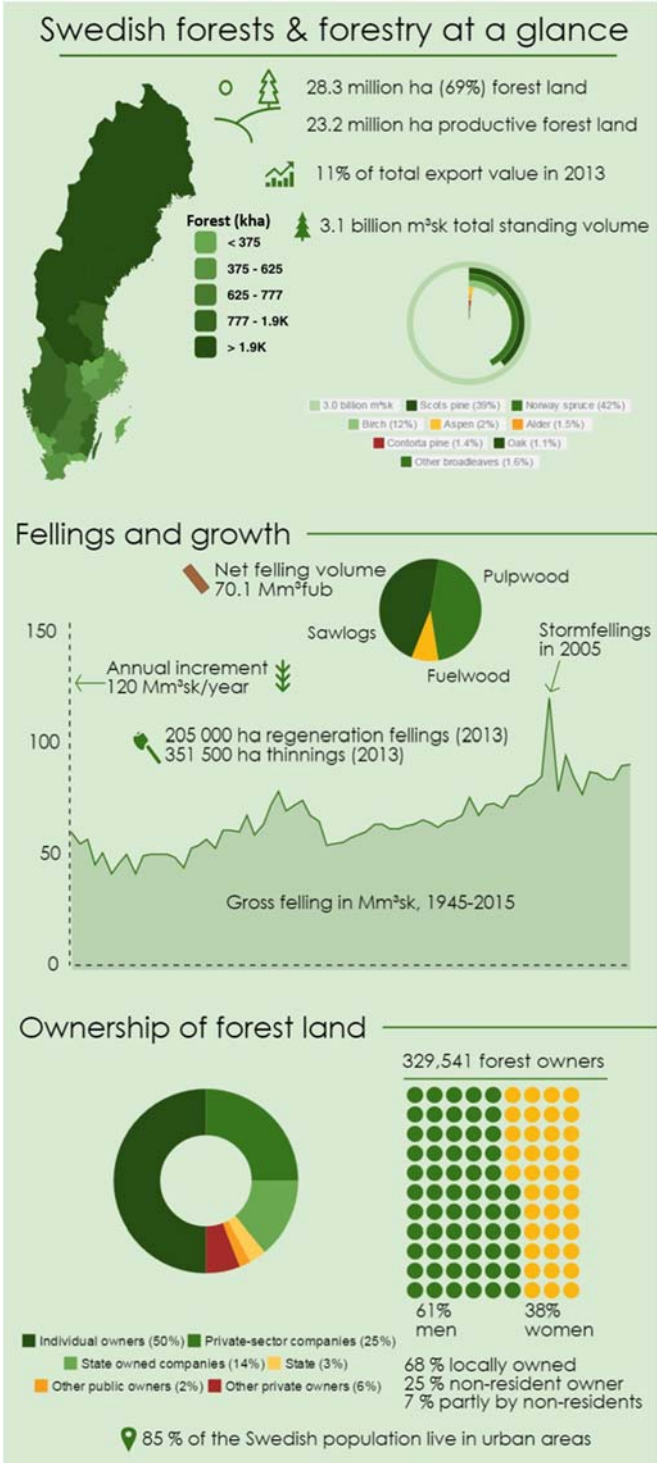 Swedish forests & forestry at a glance
28.3 million ha (69%) forest land
23.2 million ha productive forest land
11% of total export value in 2013
3.1 billion m³sk total standing volume
Forest (kha)
< 375
375 - 625
625 - 777
777 - 1.9K
> 1.9K
3.0 billion m³sk Scots pine (39%) Norway spruce (42%)
Birch (12%) Aspen (2%) Alder (1.5%)
Contorta pine (1.4%) Oak (1.1%)
Other broadleaves (1.6%)
Fellings and growth
Net felling volume
70.1 Mm³fub
Pulpwood
Sawlogs
Fuelwood
Stormfellings
in 2005
150
Annual increment
120 Mm³sk/year
100
205 000 ha regeneration fellings (2013)
351 500 ha thinnings (2013)
50
Gross felling in Mm³sk, 1945-2015
0
Ownership of forest land
329,541 forest owners
61%
men
38%
women
Individual owners (50%) Private-sector companies (25%)
State owned companies (14%) State (3%)
Other public owners (2%) Other private owners (6%)
68 % locally owned
25 % non-resident owner
7 % partly by non-residents
85 % of the Swedish population live in urban areas